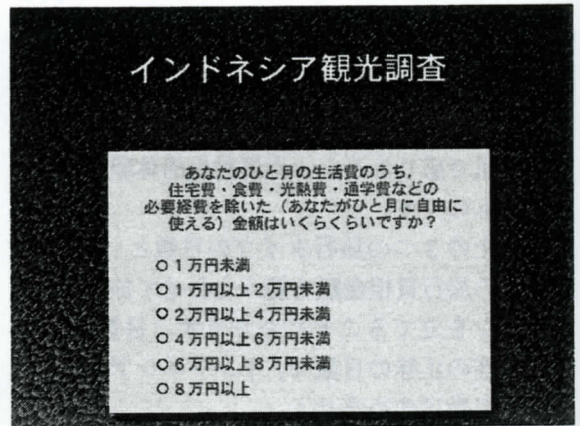 インドネシア観光調査
あなたのひと月の生活費のうち，
住宅費・食費・光熱費・通学費などの
必要経費を除いた（あなたがひと月に自由に
使える）金額はいくらくらいですか？
○１万円未満
○１万円以上２万円未満
○２万円以上４万円未満
○４万円以上６万円未満
○６万円以上８万円未満
○８万円以上